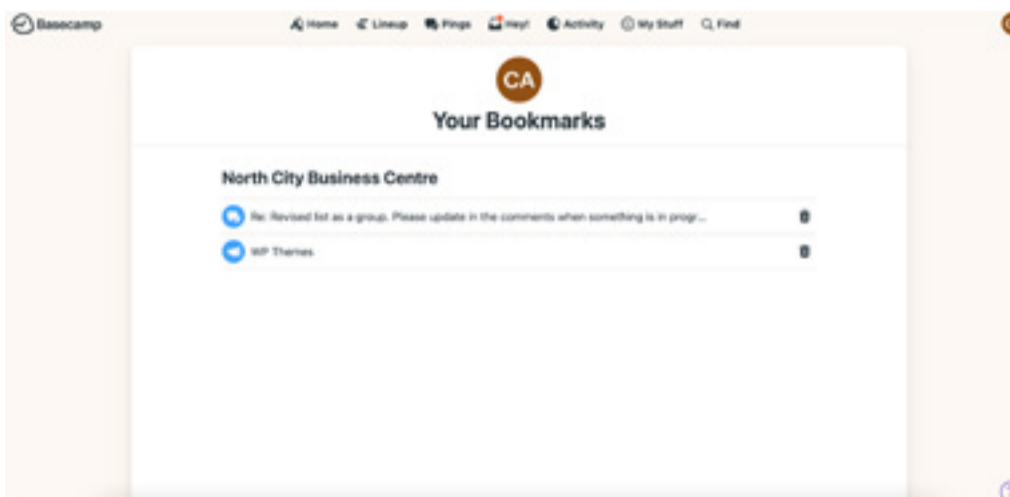 Basecamp
Home Lineup Pings Hey! Activity My Stuff Find
CA
Your Bookmarks
North City Business Centre
Re: Revised list as a group. Please update in the comments when something is in progr...
WP Themes